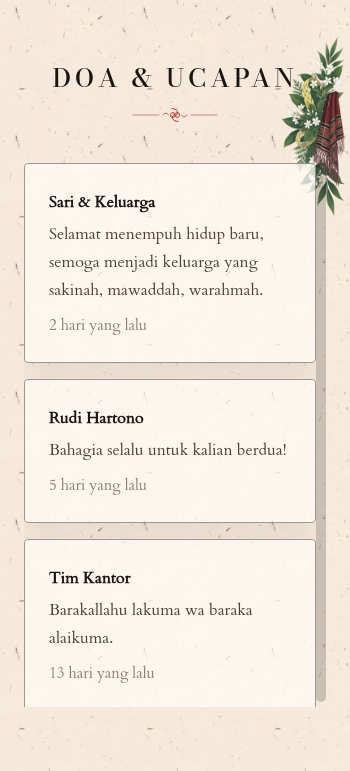 DOA & UCAPAN
Sari & Keluarga
Selamat menempuh hidup baru,
semoga menjadi keluarga yang
sakinah, mawaddah, warahmah.
2 hari yang lalu
Rudi Hartono
Bahagia selalu untuk kalian berdua!
5 hari yang lalu
Tim Kantor
Barakallahu lakuma wa baraka
alaikuma.
13 hari yang lalu